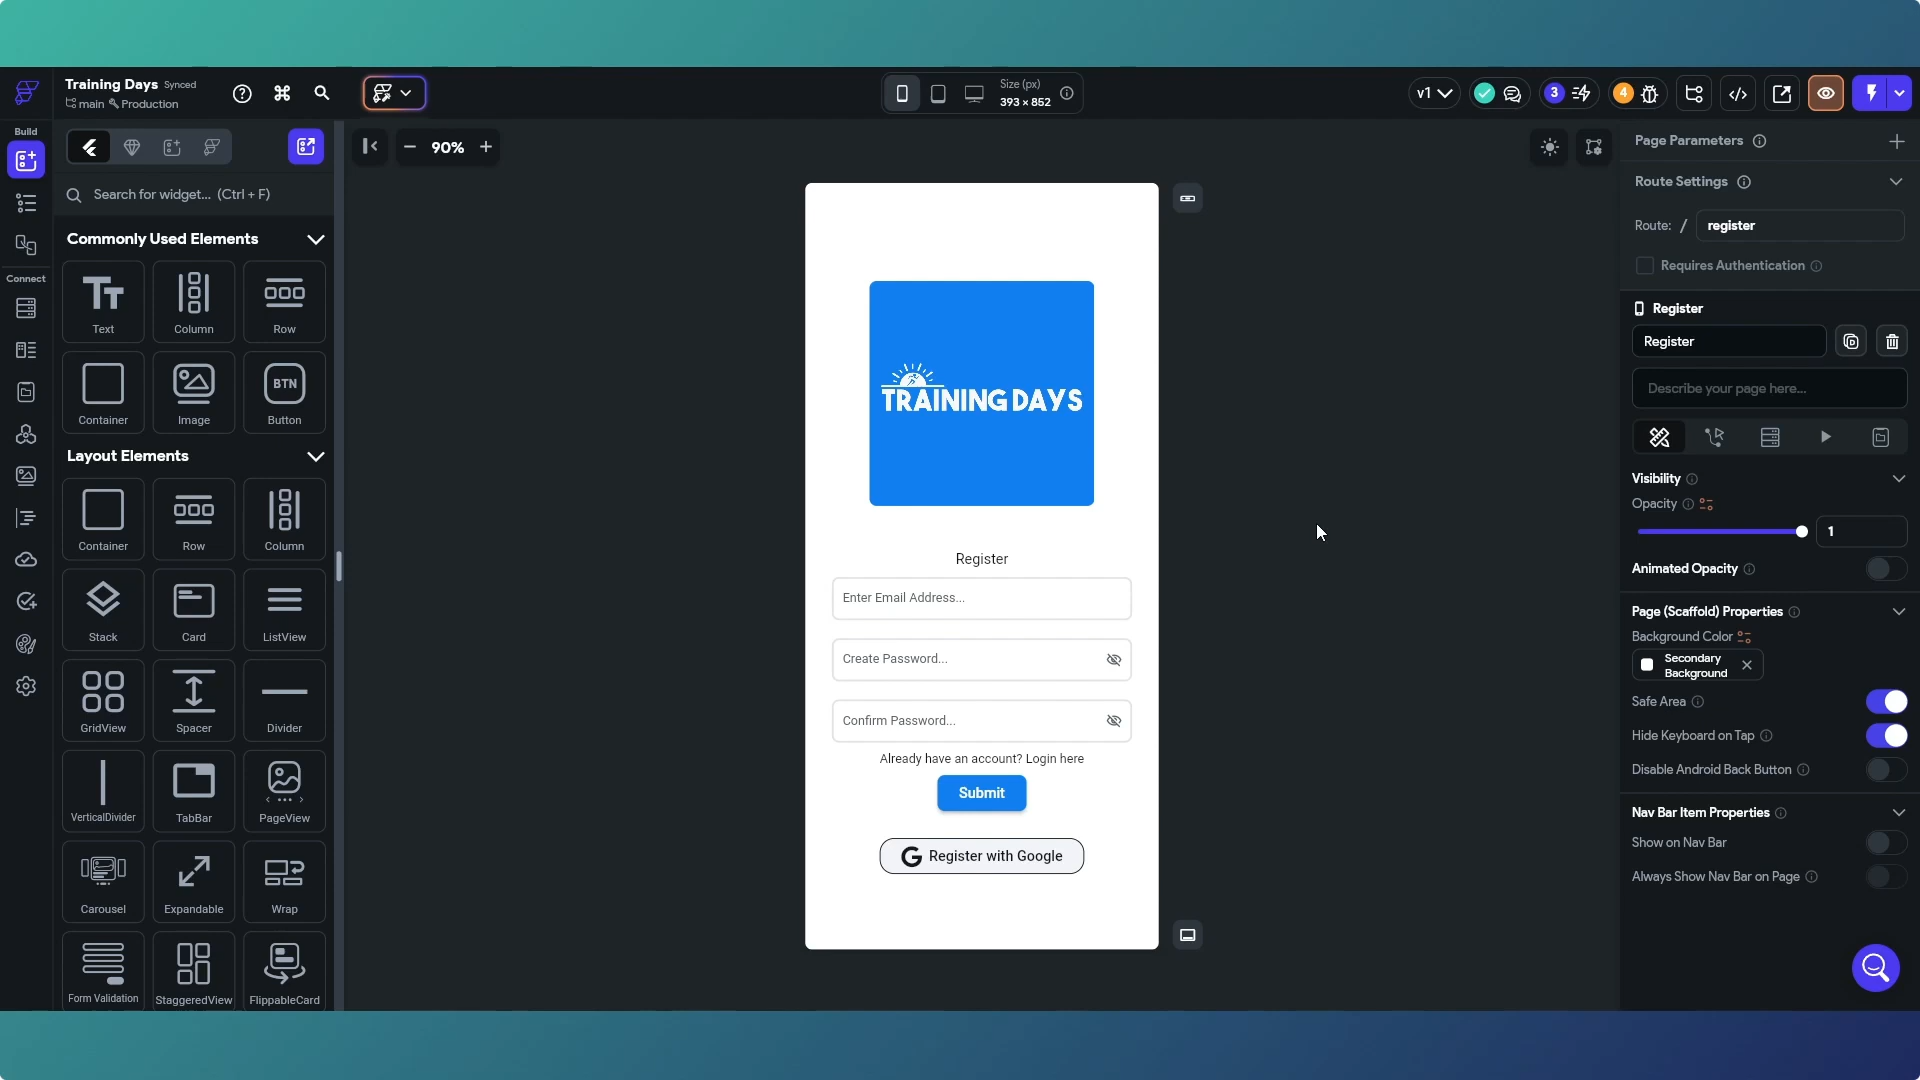 Training Days Synced
main Production
Size (px)
393 × 852
v1
3
4
Build
Connect
90%
Search for widget... (Ctrl + F)
Commonly Used Elements
Tt
Text
Column
Row
Container
Image
BTN
Button
Layout Elements
Container
Row
Column
Stack
Card
ListView
GridView
Spacer
Divider
VerticalDivider
TabBar
PageView
Carousel
Expandable
Wrap
Form Validation
StaggeredView
FlippableCard
TRAINING DAYS
Register
Enter Email Address...
Create Password...
Confirm Password...
Already have an account? Login here
Submit
G Register with Google
Page Parameters
Route Settings
Route: / register
Requires Authentication
Register
Register
Describe your page here...
Visibility
Opacity
1
Animated Opacity
Page (Scaffold) Properties
Background Color
Secondary
Background
Safe Area
Hide Keyboard on Tap
Disable Android Back Button
Nav Bar Item Properties
Show on Nav Bar
Always Show Nav Bar on Page